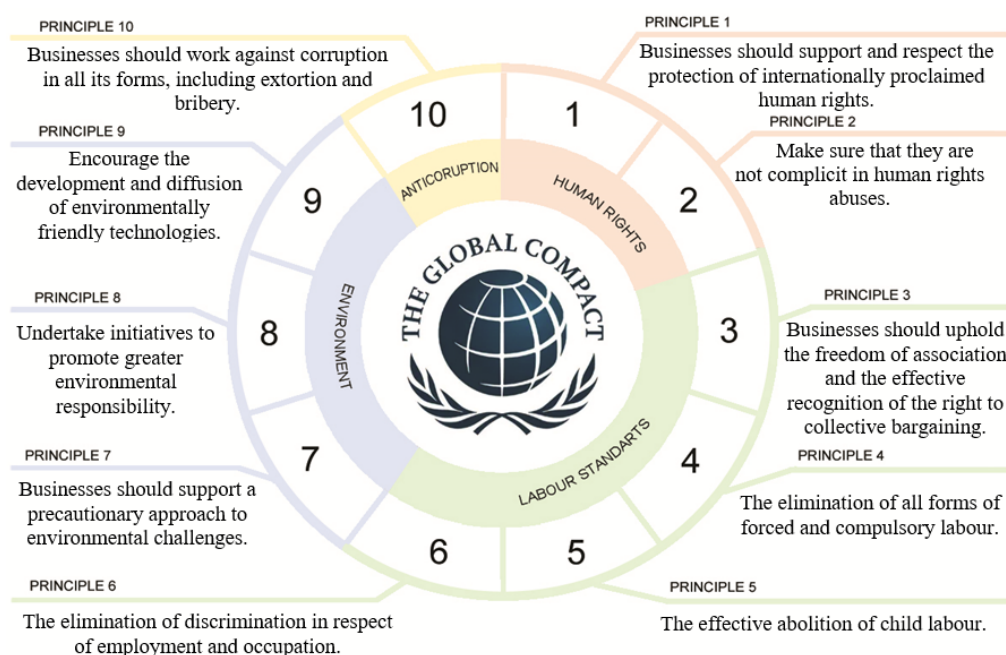 PRINCIPLE 10
Businesses should work against corruption
in all its forms, including extortion and
bribery.
PRINCIPLE 1
Businesses should support and respect the
protection of internationally proclaimed
human rights.
PRINCIPLE 2
Make sure that they are
not complicit in human rights
abuses.
PRINCIPLE 3
Businesses should uphold
the freedom of association
and the effective
recognition of the right to
collective bargaining.
PRINCIPLE 4
The elimination of all forms of
forced and compulsory labour.
PRINCIPLE 5
The effective abolition of child labour.
PRINCIPLE 6
The elimination of discrimination in respect
of employment and occupation.
PRINCIPLE 7
Businesses should support a
precautionary approach to
environmental challenges.
PRINCIPLE 8
Undertake initiatives to
promote greater
environmental
responsibility.
PRINCIPLE 9
Encourage the
development and diffusion
of environmentally
friendly technologies.
10
1
2
3
4
5
6
7
8
9
ANTICORUPTION
HUMAN RIGHTS
LABOUR STANDARTS
ENVIRONMENT
THE GLOBAL COMPACT